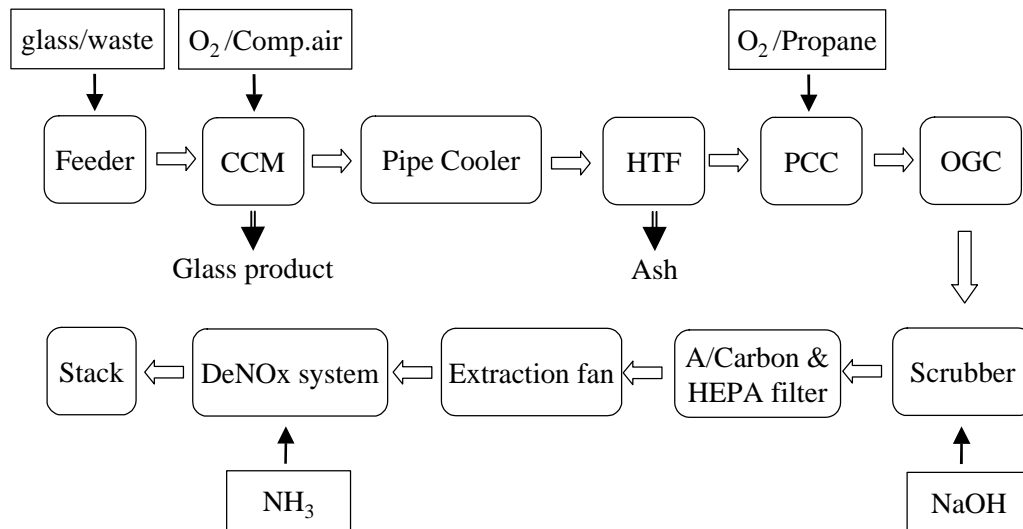 glass/waste
O₂ /Comp.air
O₂ /Propane
Feeder
CCM
Pipe Cooler
HTF
PCC
OGC
Glass product
Ash
Stack
DeNOx system
Extraction fan
A/Carbon &
HEPA filter
Scrubber
NH₃
NaOH